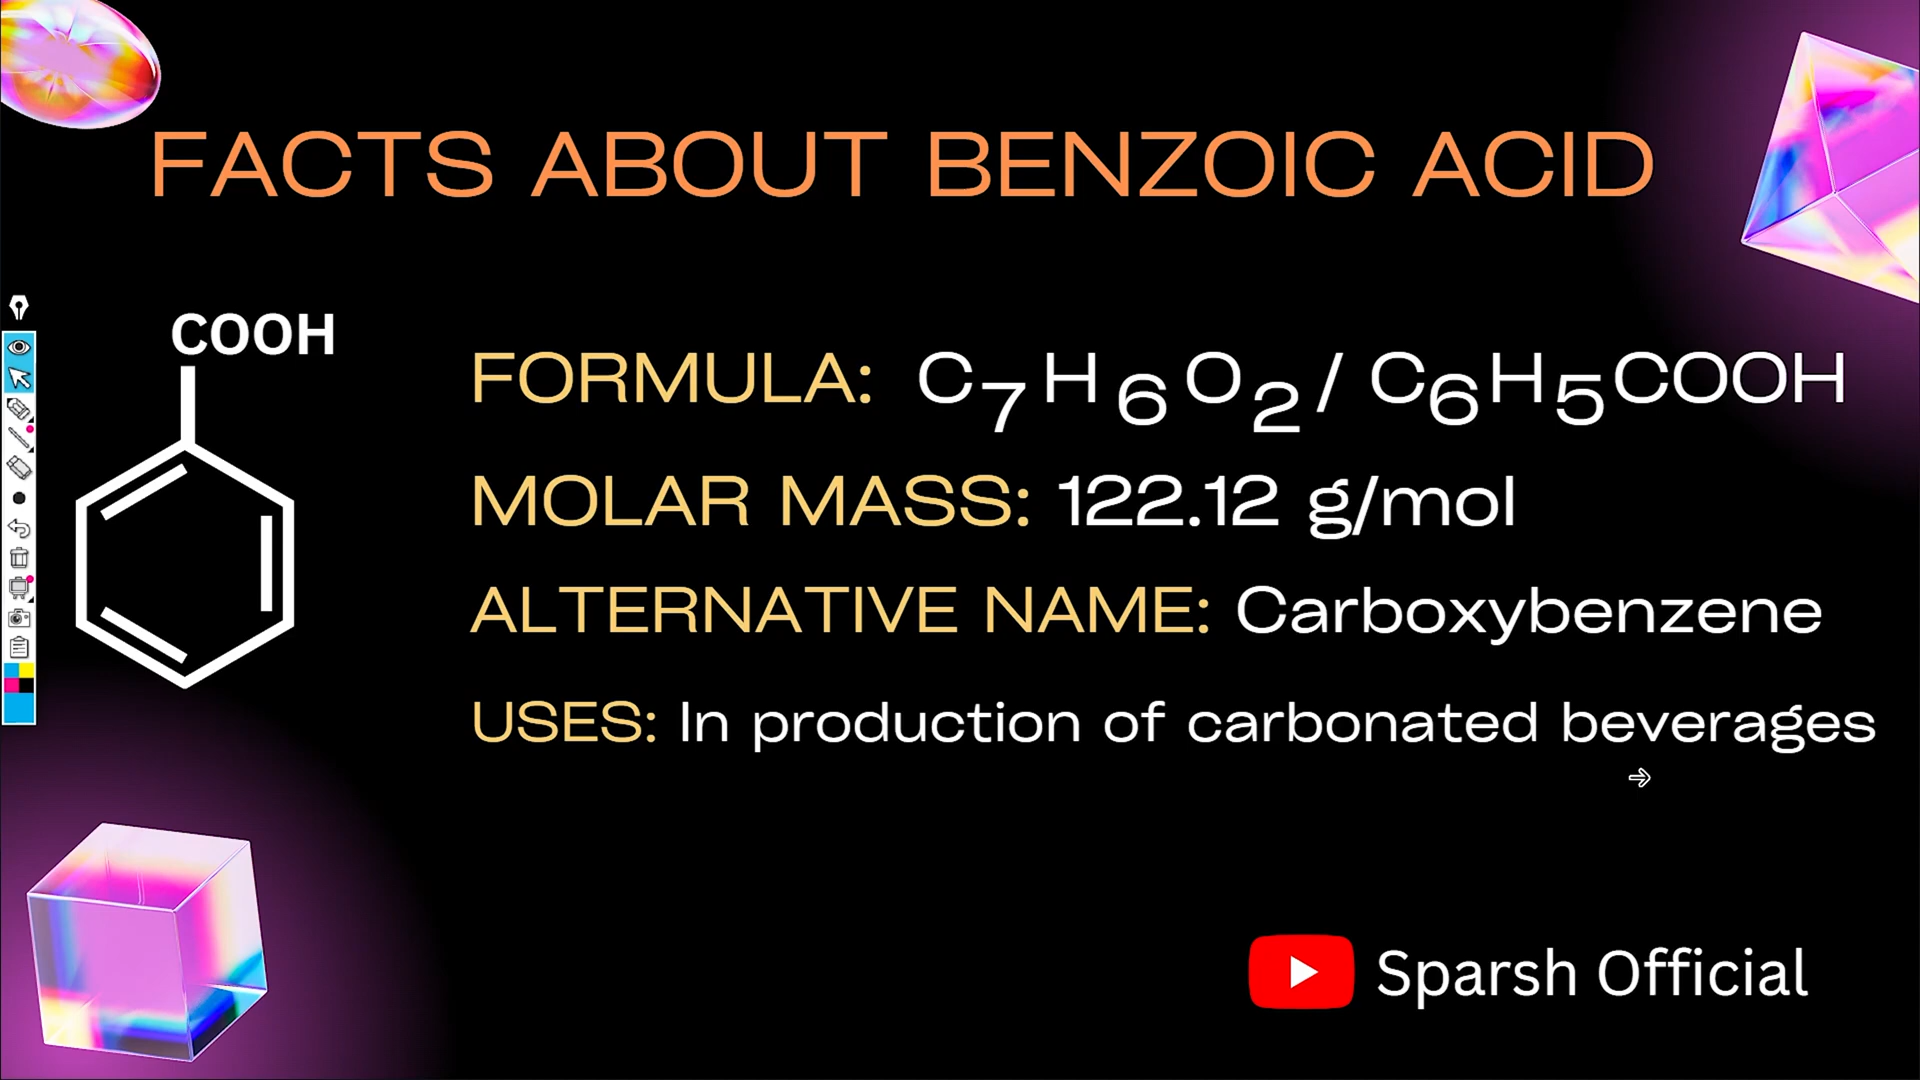 FACTS ABOUT BENZOIC ACID
COOH
FORMULA: C7H6O2/ C6H5COOH
MOLAR MASS: 122.12 g/mol
ALTERNATIVE NAME: Carboxybenzene
USES: In production of carbonated beverages
Sparsh Official